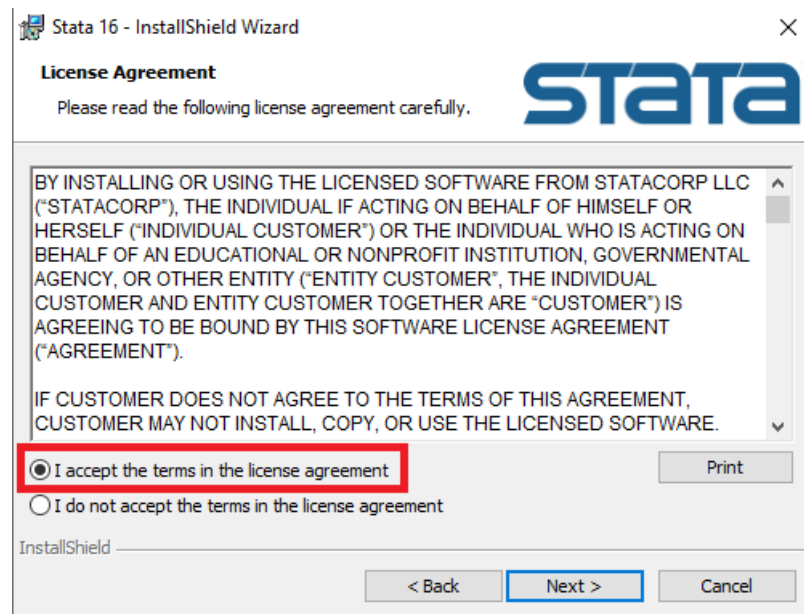 Stata 16 - InstallShield Wizard
License Agreement
Please read the following license agreement carefully.
STATA
BY INSTALLING OR USING THE LICENSED SOFTWARE FROM STATACORP LLC
(“STATACORP”), THE INDIVIDUAL IF ACTING ON BEHALF OF HIMSELF OR
HERSELF (“INDIVIDUAL CUSTOMER”) OR THE INDIVIDUAL WHO IS ACTING ON
BEHALF OF AN EDUCATIONAL OR NONPROFIT INSTITUTION, GOVERNMENTAL
AGENCY, OR OTHER ENTITY (“ENTITY CUSTOMER”, THE INDIVIDUAL
CUSTOMER AND ENTITY CUSTOMER TOGETHER ARE “CUSTOMER”) IS
AGREEING TO BE BOUND BY THIS SOFTWARE LICENSE AGREEMENT
(“AGREEMENT”).
IF CUSTOMER DOES NOT AGREE TO THE TERMS OF THIS AGREEMENT,
CUSTOMER MAY NOT INSTALL, COPY, OR USE THE LICENSED SOFTWARE.
I accept the terms in the license agreement
Print
I do not accept the terms in the license agreement
InstallShield
< Back
Next >
Cancel